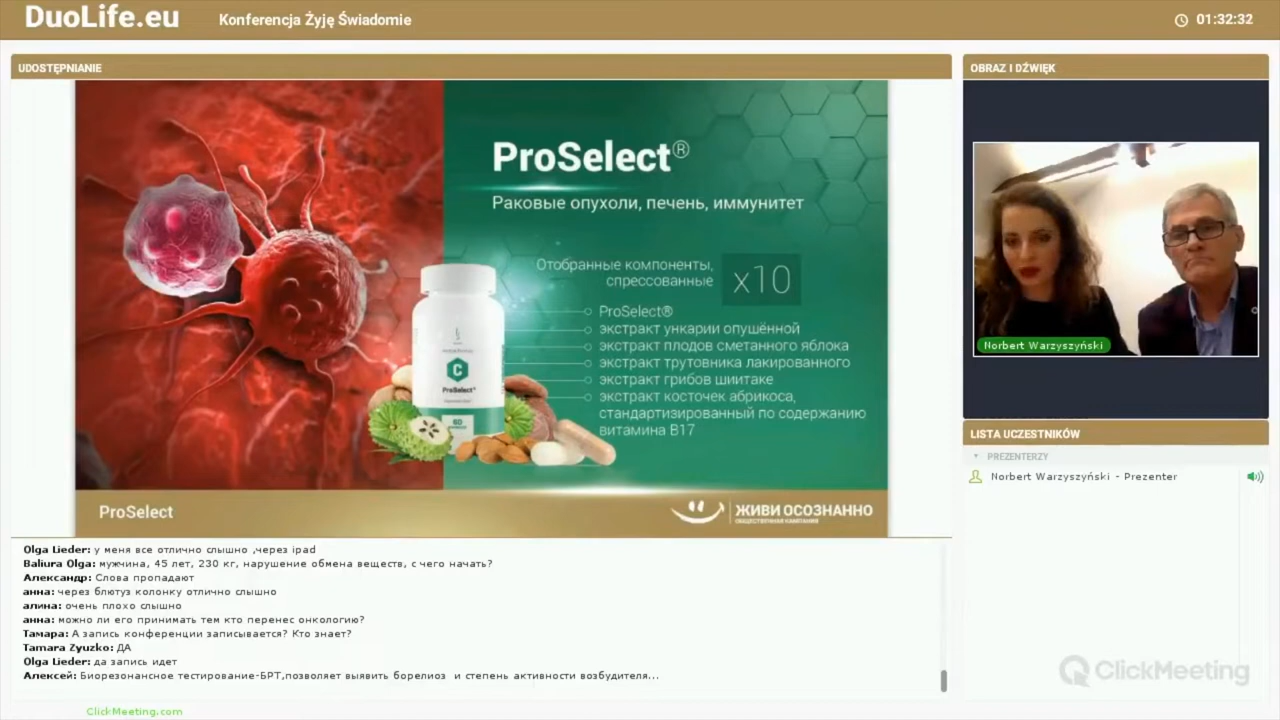 DuoLife.eu
Konferencja Żyję Świadomie
01:32:32
UDOSTĘPNIANIE
OBRAZ I DŹWIĘK
ProSelect®
Раковые опухоли, печень, иммунитет
Отобранные компоненты,
спрессованные
x10
ProSelect®
экстракт ункарии опушённой
экстракт плодов сметанного яблока
экстракт трутовника лакированного
экстракт грибов шиитаке
экстракт косточек абрикоса,
стандартизированный по содержанию
витамина B17
C
ProSelect®
60
ProSelect
ЖИВИ ОСОЗНАННО
ОБЩЕСТВЕННАЯ КАМПАНИЯ
Norbert Warzyszyński
LISTA UCZESTNIKÓW
PREZENTERZY
Norbert Warzyszyński - Prezenter
Olga Lieder: у меня все отлично слышно ,через ipad
Baliura Olga: мужчина, 45 лет, 230 кг, нарушение обмена веществ, с чего начать?
Александр: Слова пропадают
анна: через блютуз колонку отлично слышно
алина: очень плохо слышно
анна: можно ли его принимать тем кто перенес онкологию?
Тамара: А запись конференции записывается? Кто знает?
Tamara Zyuzko: ДА
Olga Lieder: да запись идет
Алексей: Биорезонансное тестирование-БРТ,позволяет выявить борелиоз и степень активности возбудителя...
ClickMeeting
ClickMeeting.com